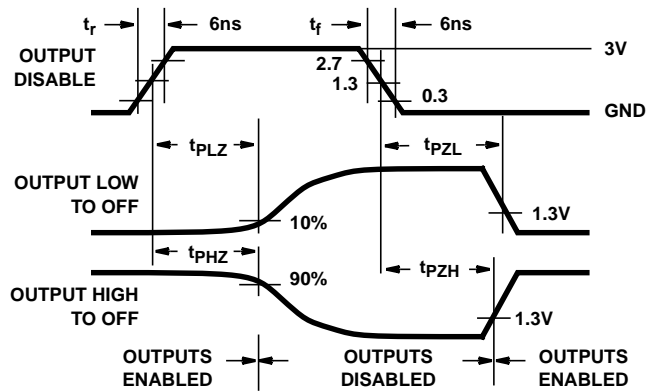 tr 6ns tf 6ns
OUTPUT
DISABLE
3V
2.7
1.3
0.3
GND
tPLZ tPZL
OUTPUT LOW
TO OFF
10%
1.3V
tPHZ tPZH
OUTPUT HIGH
TO OFF
90%
1.3V
OUTPUTS
ENABLED
OUTPUTS
DISABLED
OUTPUTS
ENABLED